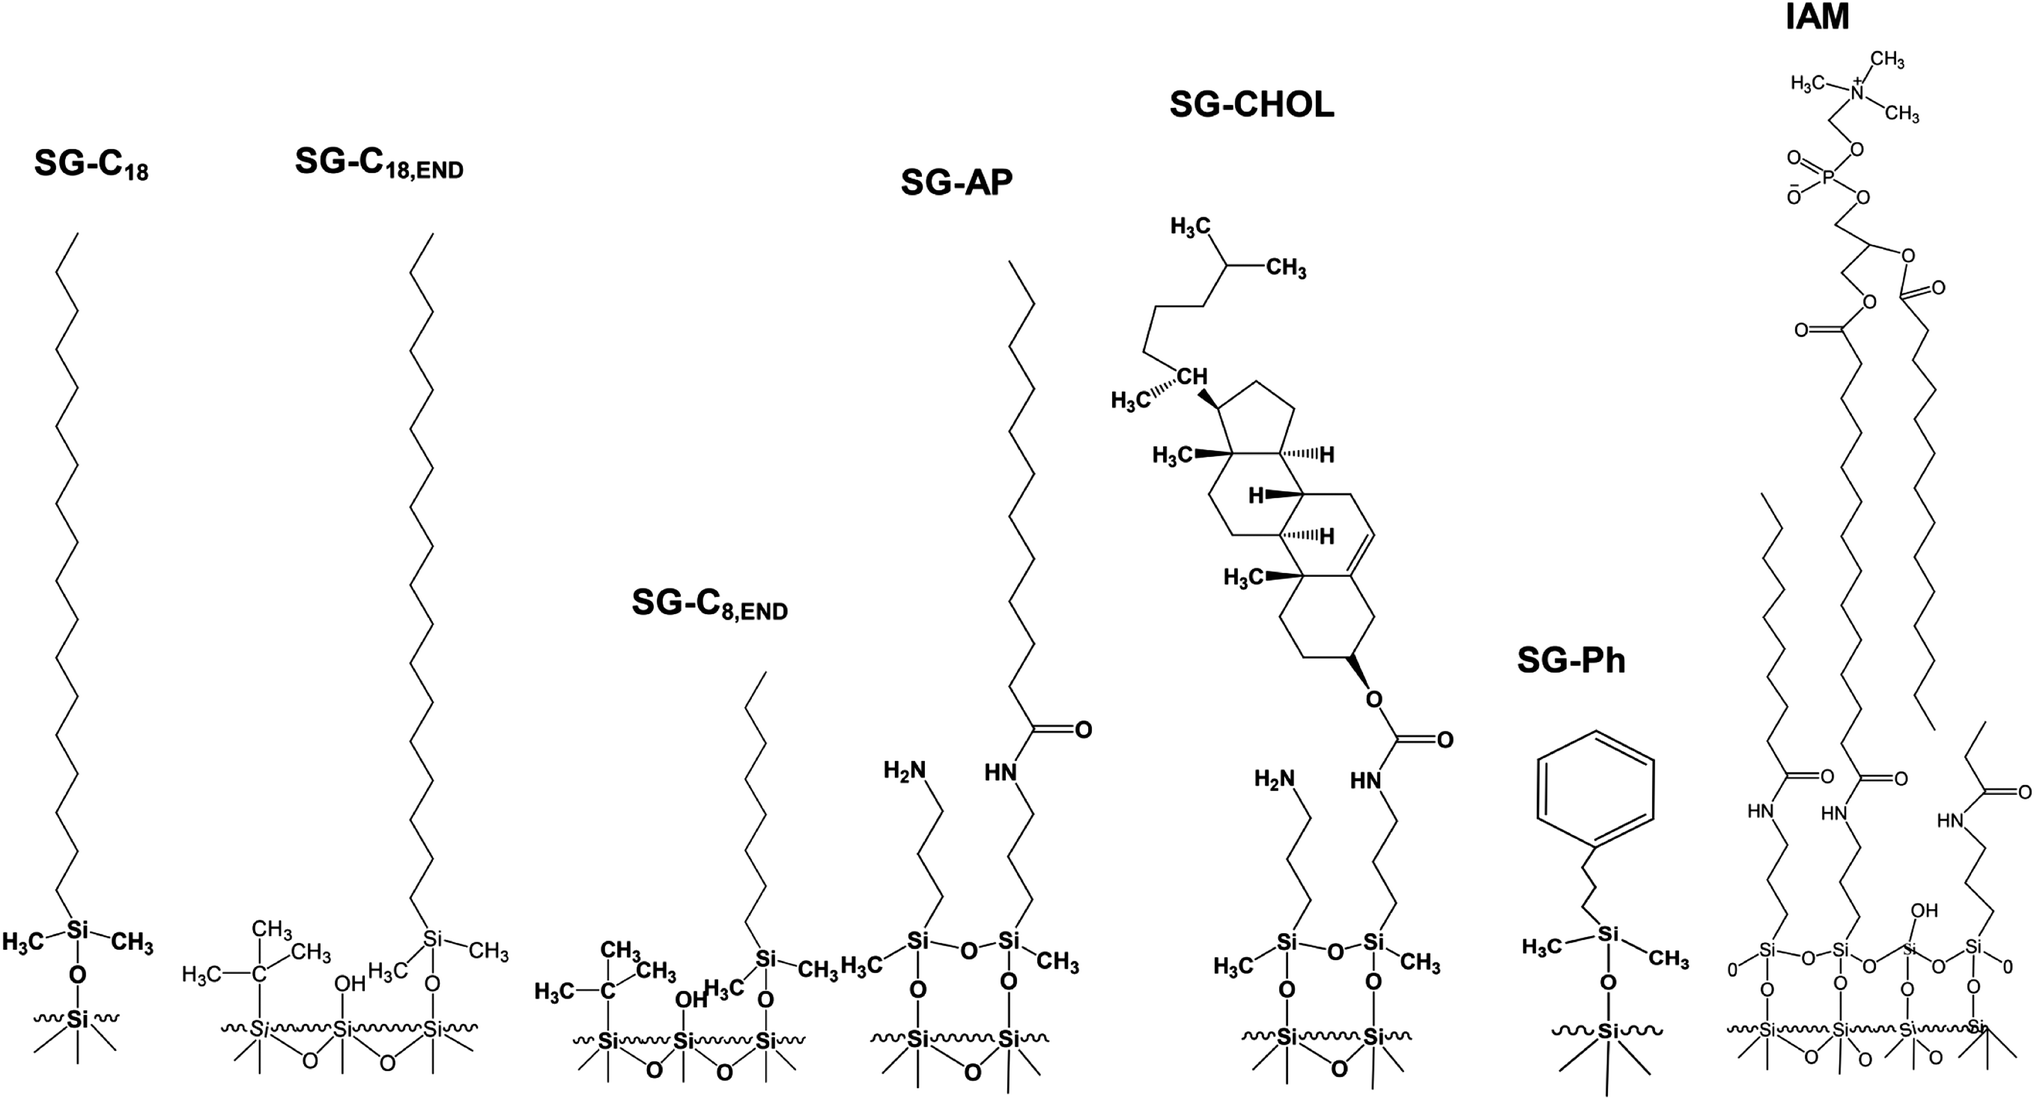 IAM
SG-CHOL
SG-C18
SG-C18,END
SG-AP
SG-C8,END
SG-Ph
H3C Si CH3
O
Si
CH3
H3C C CH3
OH
H3C Si CH3
O
Si Si Si
O O
CH3
H3C C CH3
OH
H3C Si CH3
O
Si Si Si
O O
O
H2N HN
Si O Si
H3C CH3
O O
Si Si
O
H3C
CH3
CH
H3C
H3C H
H H
H3C
O
O
H2N HN
Si O Si
H3C CH3
O O
Si Si
O
H3C Si CH3
O
Si
CH3
H3C N+
CH3
O
O P
O− O
O
O
O
O
O O O
HN HN HN
OH
Si Si Si Si
0 O O O 0
O O O O
Si Si Si Si
O O O